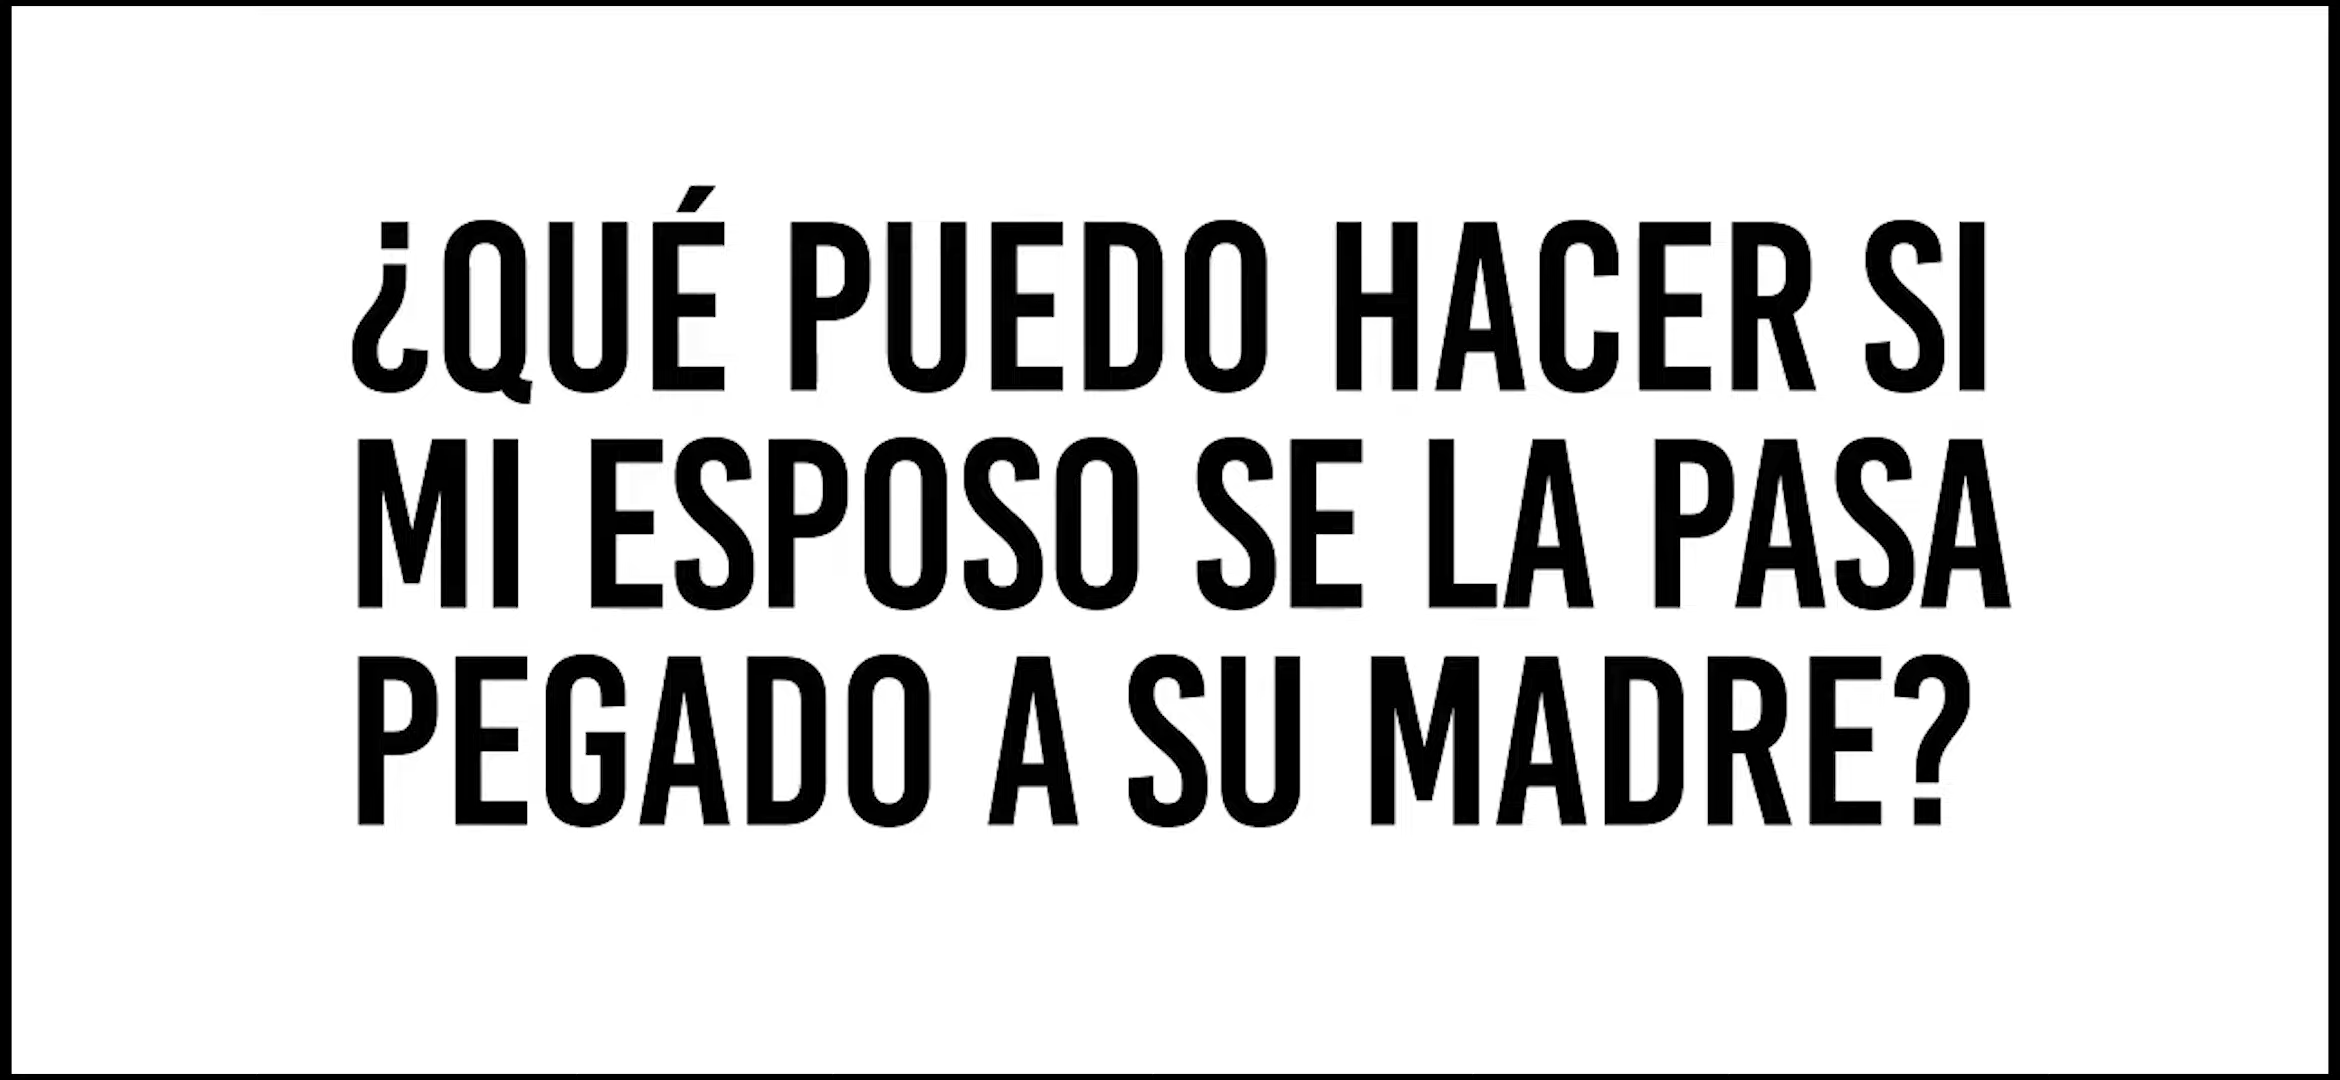 ¿QUÉ PUEDO HACER SI
MI ESPOSO SE LA PASA
PEGADO A SU MADRE?